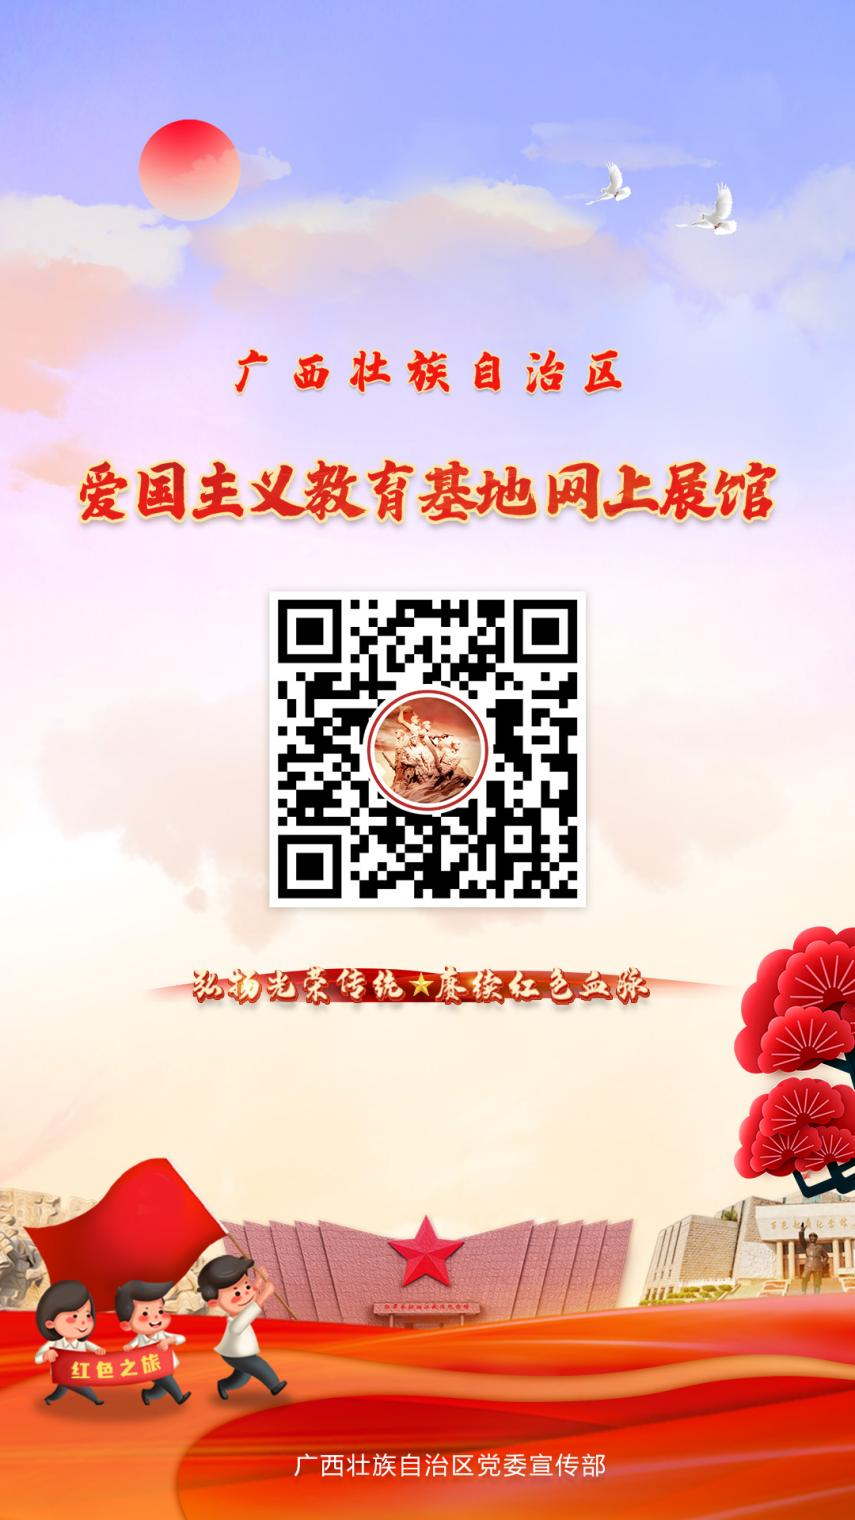 广西壮族自治区
爱国主义教育基地网上展馆
弘扬光荣传统★赓续红色血脉
红色之旅
广西壮族自治区党委宣传部